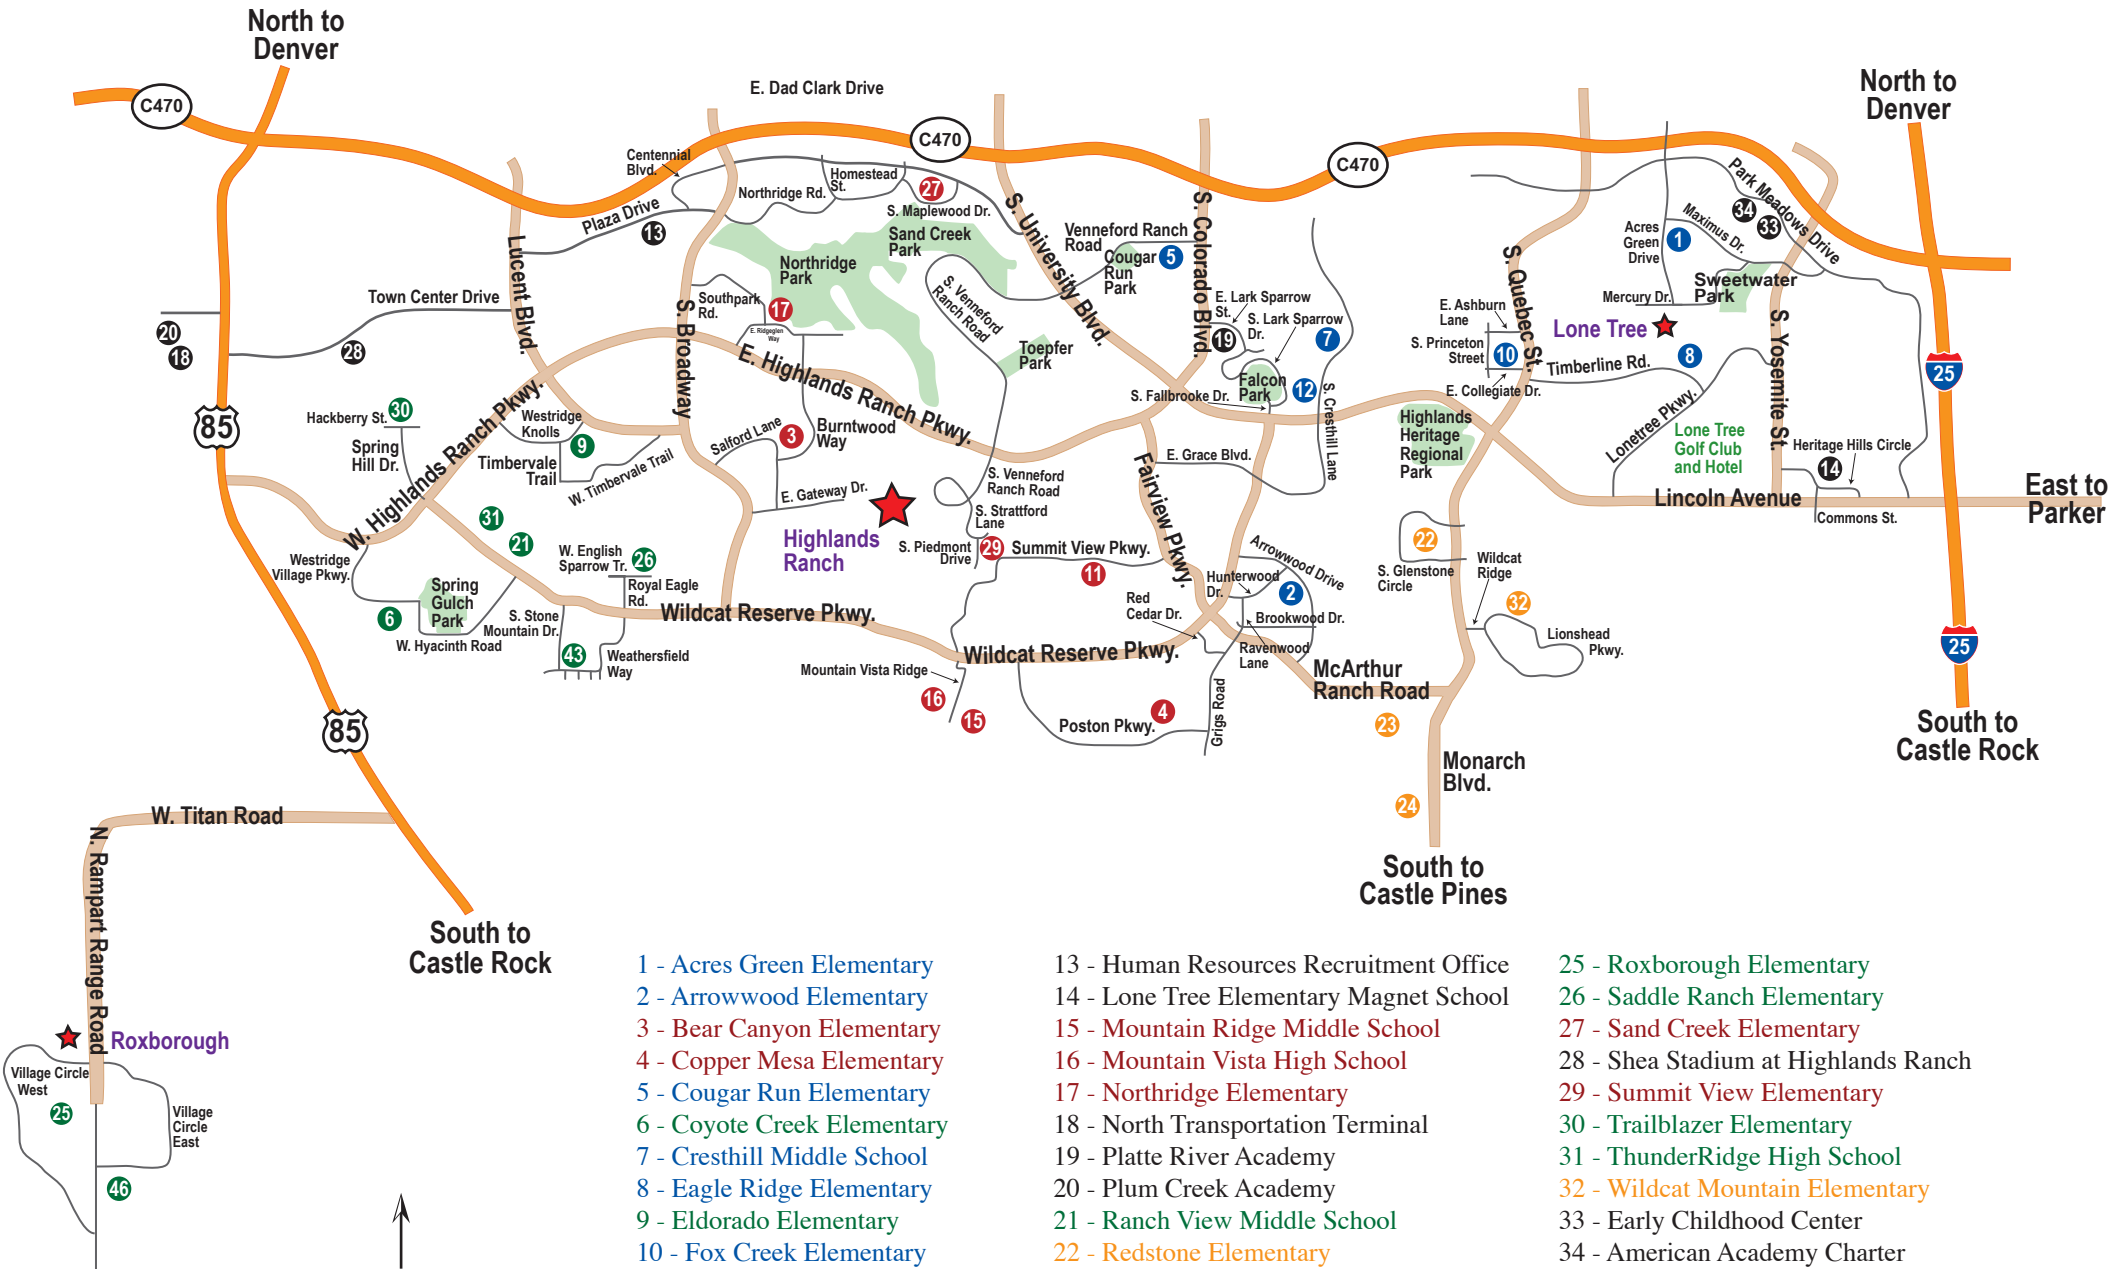 North to
Denver
C470
E. Dad Clark Drive
C470
C470
North to
Denver
Centennial
Blvd.
Plaza Drive
13
Northridge Rd.
Homestead
St.
27
S. Maplewood Dr.
Sand Creek
Park
Northridge
Park
S. University Blvd.
Venneford Ranch
Road
Cougar
Run
Park
5
S. Colorado Blvd.
Acres
Green
Drive
1
Maximus Dr.
34
33
Park Meadows Drive
Sweetwater
Park
Mercury Dr.
Lone Tree
S. Quebec St.
E. Ashburn
Lane
S. Princeton
Street
10
E. Collegiate Dr.
Timberline Rd.
8
S. Yosemite St.
25
Lucent Blvd.
Town Center Drive
20
18
28
85
S. Broadway
Southpark
Rd.
17
E. Ridgeglen
Way
E. Highlands Ranch Pkwy.
S. Venneford
Ranch Road
Toepfer
Park
E. Lark Sparrow
St.
S. Lark Sparrow
Dr.
19
7
Falcon
Park
12
S. Fallbrooke Dr.
S. Cresthill Lane
Highlands
Heritage
Regional
Park
Lonetree Pkwy.
Lone Tree
Golf Club
and Hotel
Heritage Hills Circle
14
Lincoln Avenue
Commons St.
East to
Parker
Hackberry St.
30
Spring
Hill Dr.
W. Highlands Ranch Pkwy.
Westridge
Knolls
9
Timbervale
Trail
W. Timbervale Trail
Salford Lane
3
Burntwood
Way
E. Gateway Dr.
Highlands
Ranch
S. Venneford
Ranch Road
S. Strattford
Lane
S. Piedmont
Drive
29
Summit View Pkwy.
11
E. Grace Blvd.
Fairview Pkwy.
31
21
Westridge
Village Pkwy.
6
Spring
Gulch
Park
W. Hyacinth Road
W. English
Sparrow Tr.
26
Royal Eagle
Rd.
S. Stone
Mountain Dr.
43
Weathersfield
Way
Wildcat Reserve Pkwy.
Wildcat Reserve Pkwy.
Mountain Vista Ridge
16
15
Poston Pkwy.
4
Grigs Road
Red
Cedar Dr.
Hunterwood
Dr.
Arrowwood Drive
2
Brookwood Dr.
Ravenwood
Lane
McArthur
Ranch Road
22
S. Glenstone
Circle
Wildcat
Ridge
32
Lionshead
Pkwy.
25
23
24
Monarch
Blvd.
South to
Castle Pines
South to
Castle Rock
85
W. Titan Road
N. Rampart Range Road
South to
Castle Rock
Roxborough
Village Circle
West
25
Village
Circle
East
46
1 - Acres Green Elementary
2 - Arrowwood Elementary
3 - Bear Canyon Elementary
4 - Copper Mesa Elementary
5 - Cougar Run Elementary
6 - Coyote Creek Elementary
7 - Cresthill Middle School
8 - Eagle Ridge Elementary
9 - Eldorado Elementary
10 - Fox Creek Elementary
13 - Human Resources Recruitment Office
14 - Lone Tree Elementary Magnet School
15 - Mountain Ridge Middle School
16 - Mountain Vista High School
17 - Northridge Elementary
18 - North Transportation Terminal
19 - Platte River Academy
20 - Plum Creek Academy
21 - Ranch View Middle School
22 - Redstone Elementary
25 - Roxborough Elementary
26 - Saddle Ranch Elementary
27 - Sand Creek Elementary
28 - Shea Stadium at Highlands Ranch
29 - Summit View Elementary
30 - Trailblazer Elementary
31 - ThunderRidge High School
32 - Wildcat Mountain Elementary
33 - Early Childhood Center
34 - American Academy Charter